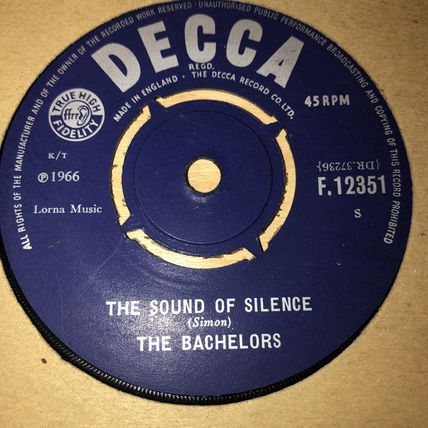 ALL RIGHTS OF THE MANUFACTURER AND OF THE OWNER OF THE RECORDED WORK RESERVED · UNAUTHORISED PUBLIC PERFORMANCE BROADCASTING AND COPYING OF THIS RECORD PROHIBITED
DECCA
REGD.
MADE IN ENGLAND · THE DECCA RECORD CO. LTD.
TRUE HIGH
ffrr
FIDELITY
45 RPM
K/T
℗ 1966
Lorna Music
{DR.37236}
F.12351
S
THE SOUND OF SILENCE
(Simon)
THE BACHELORS